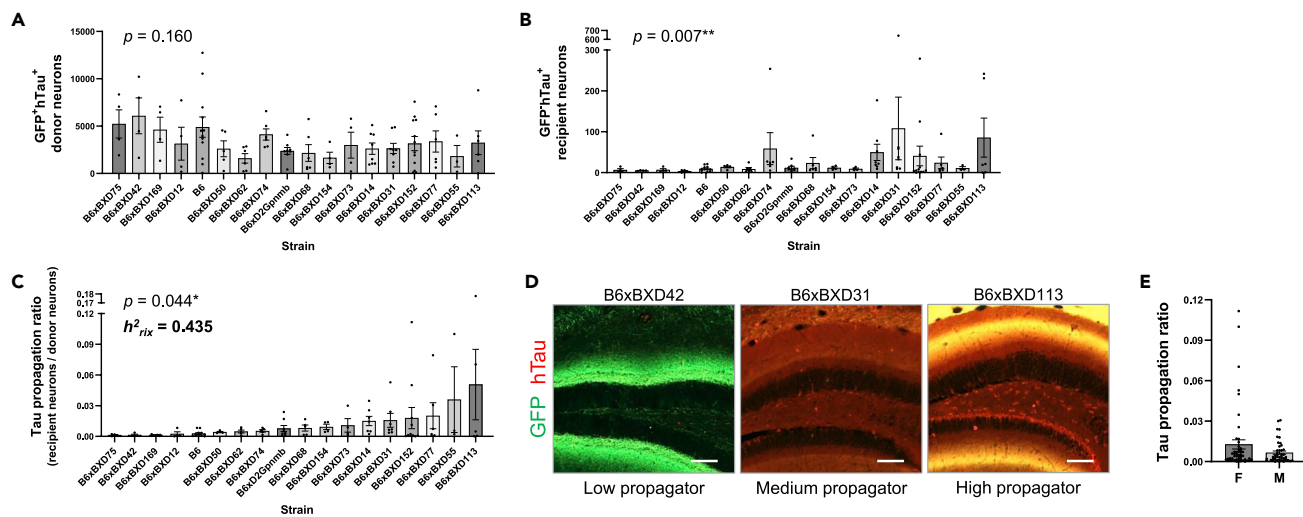 A
p = 0.160
GFP+hTau+
donor neurons
15000
10000
5000
0
B6xBXD75
B6xBXD42
B6xBXD169
B6xBXD12
B6
B6xBXD50
B6xBXD62
B6xBXD74
B6xD2Gpnmb
B6xBXD68
B6xBXD154
B6xBXD73
B6xBXD14
B6xBXD31
B6xBXD152
B6xBXD77
B6xBXD55
B6xBXD113
Strain
B
p = 0.007**
GFP-hTau+
recipient neurons
700
600
300
200
100
0
B6xBXD75
B6xBXD42
B6xBXD169
B6xBXD12
B6
B6xBXD50
B6xBXD62
B6xBXD74
B6xD2Gpnmb
B6xBXD68
B6xBXD154
B6xBXD73
B6xBXD14
B6xBXD31
B6xBXD152
B6xBXD77
B6xBXD55
B6xBXD113
Strain
C
p = 0.044*
h²rix = 0.435
Tau propagation ratio
(recipient neurons / donor neurons)
0.18
0.17
0.12
0.09
0.06
0.03
0.00
B6xBXD75
B6xBXD42
B6xBXD169
B6xBXD12
B6
B6xBXD50
B6xBXD62
B6xBXD74
B6xD2Gpnmb
B6xBXD68
B6xBXD154
B6xBXD73
B6xBXD14
B6xBXD31
B6xBXD152
B6xBXD77
B6xBXD55
B6xBXD113
Strain
D
B6xBXD42
B6xBXD31
B6xBXD113
GFP hTau
Low propagator
Medium propagator
High propagator
E
Tau propagation ratio
0.12
0.09
0.06
0.03
0.00
F
M